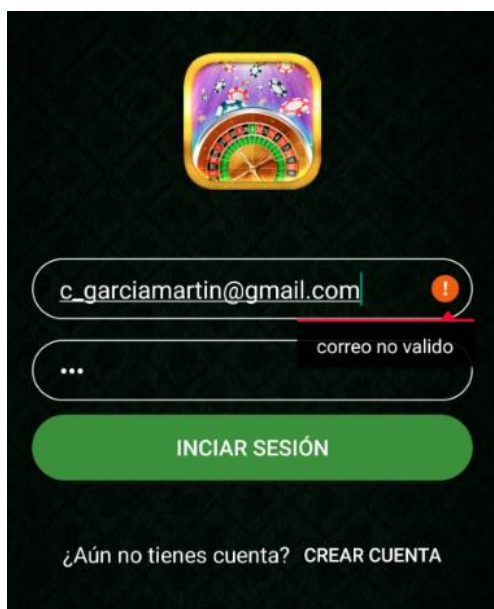 c_garciamartin@gmail.com
!
correo no valido
•••
INCIAR SESIÓN
¿Aún no tienes cuenta? CREAR CUENTA